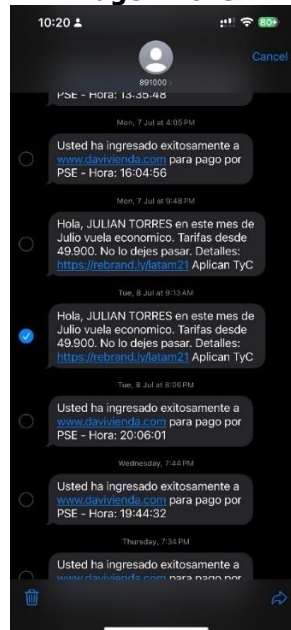 10:20
80
Cancel
891000
PSE - Hora: 13:35:48
Mon, 7 Jul at 4:05 PM
Usted ha ingresado exitosamente a
www.davivienda.com para pago por
PSE - Hora: 16:04:56
Mon, 7 Jul at 9:48 PM
Hola, JULIAN TORRES en este mes de
Julio vuela economico. Tarifas desde
49.900. No lo dejes pasar. Detalles:
https://rebrand.ly/latam21 Aplican TyC
Tue, 8 Jul at 9:13 AM
Hola, JULIAN TORRES en este mes de
Julio vuela economico. Tarifas desde
49.900. No lo dejes pasar. Detalles:
https://rebrand.ly/latam21 Aplican TyC
Tue, 8 Jul at 8:06 PM
Usted ha ingresado exitosamente a
www.davivienda.com para pago por
PSE - Hora: 20:06:01
Wednesday, 7:44 PM
Usted ha ingresado exitosamente a
www.davivienda.com para pago por
PSE - Hora: 19:44:32
Thursday, 7:34 PM
Usted ha ingresado exitosamente a
www.davivienda.com para pago por